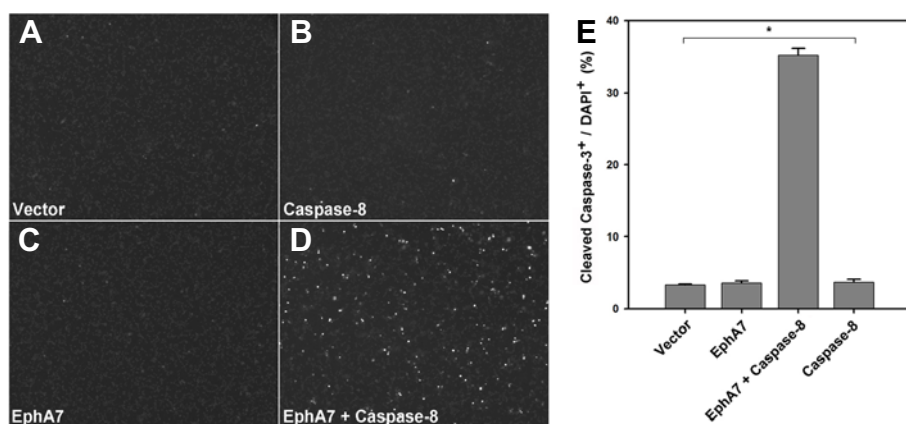 A
Vector
B
Caspase-8
C
EphA7
D
EphA7 + Caspase-8
E
Cleaved Caspase-3⁺ / DAPI⁺ (%)
40
30
20
10
0
*
Vector
EphA7
EphA7 + Caspase-8
Caspase-8